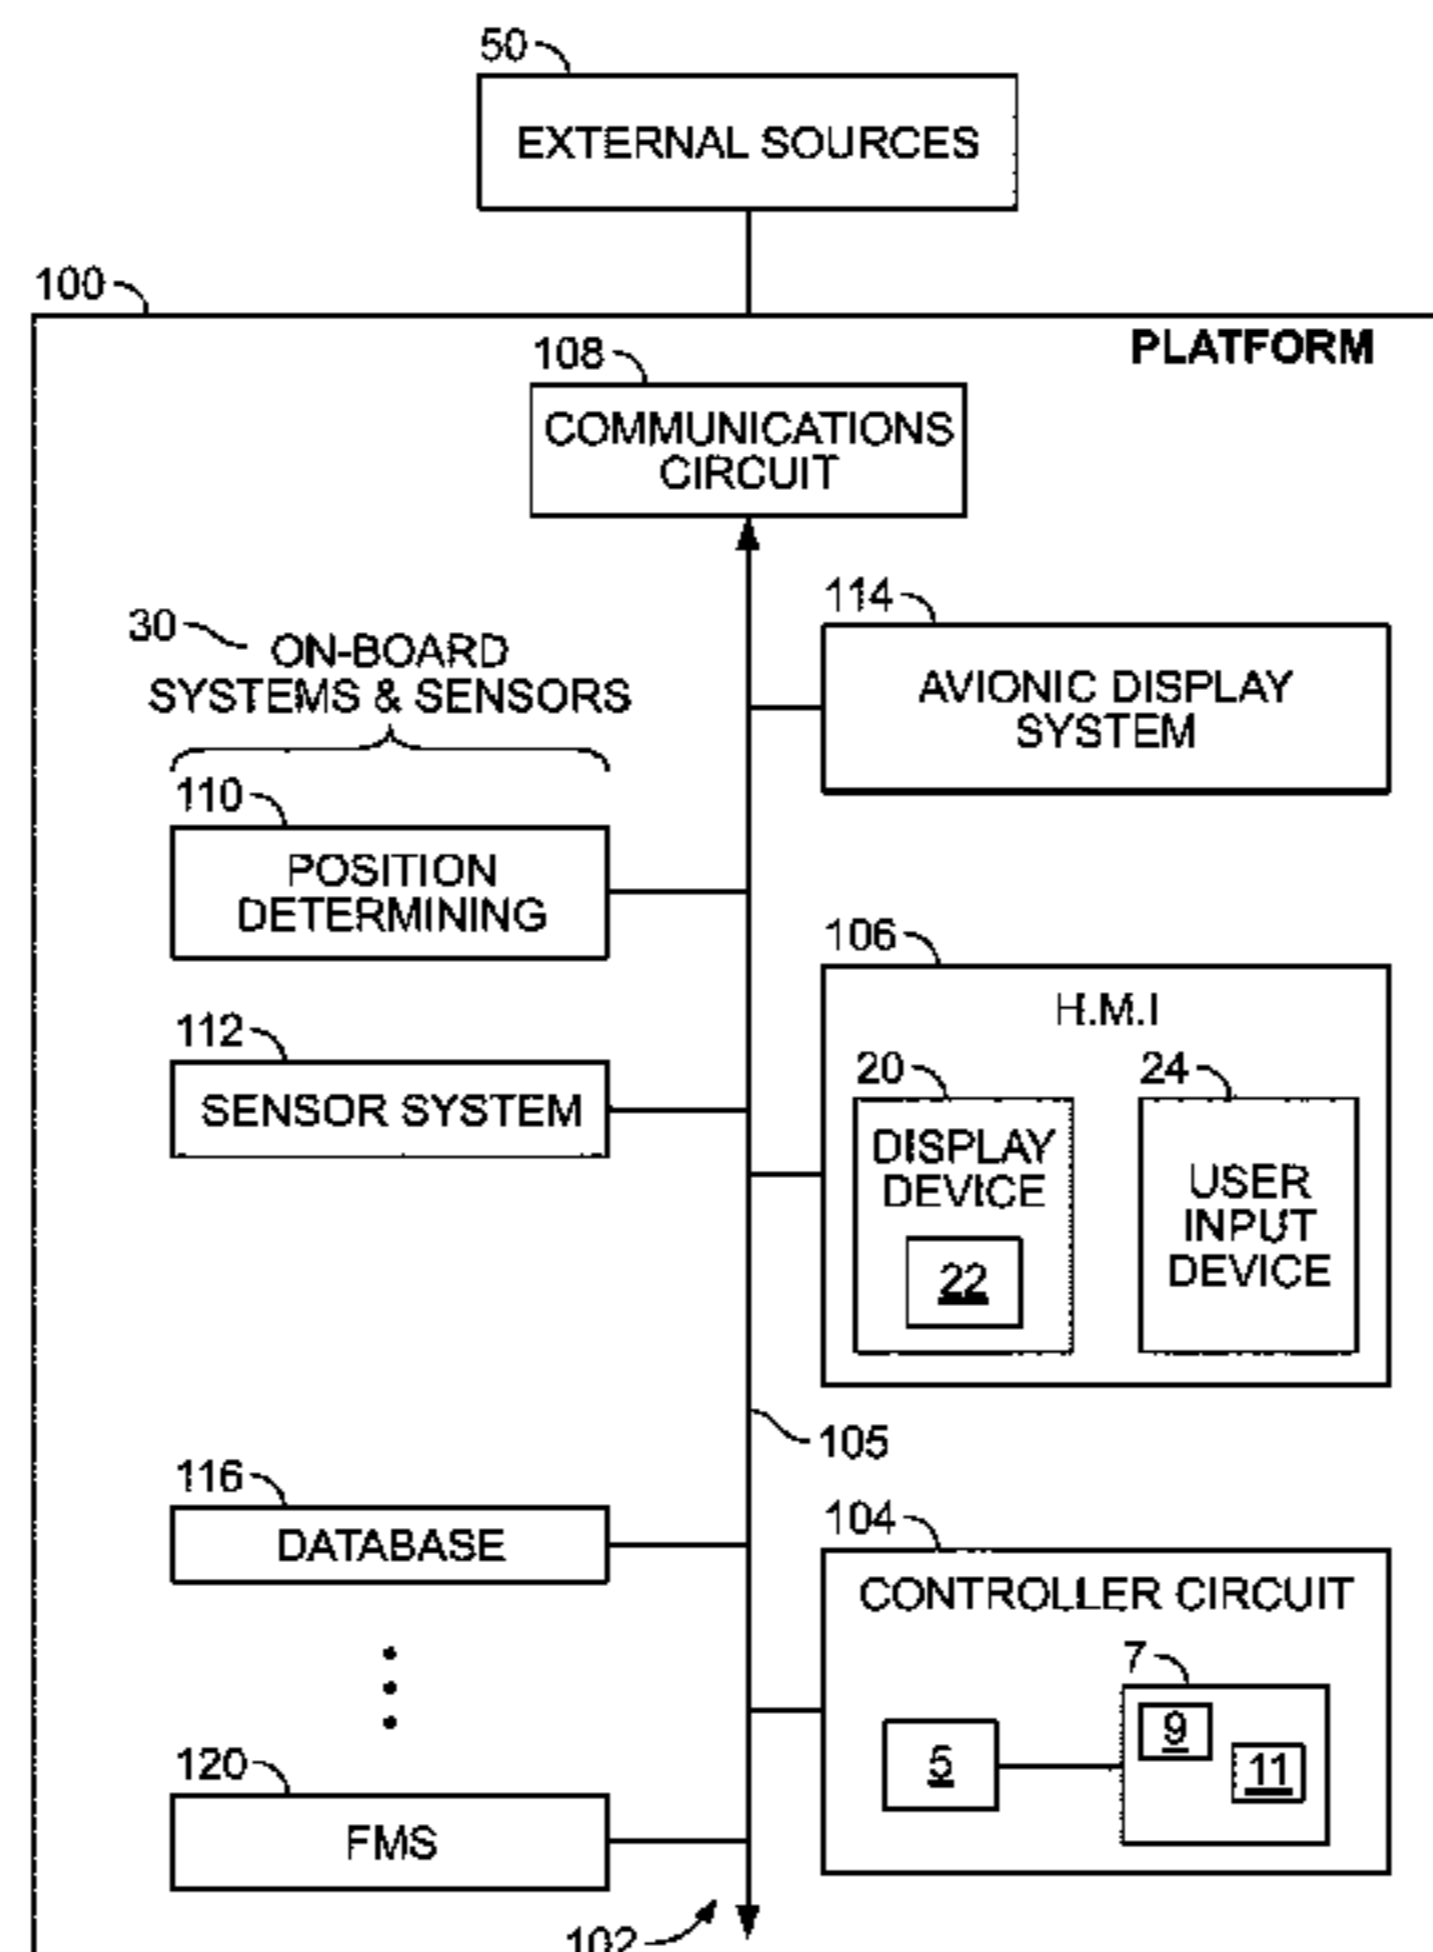 50
EXTERNAL SOURCES
100
PLATFORM
108
COMMUNICATIONS
CIRCUIT
30
ON-BOARD
SYSTEMS & SENSORS
114
AVIONIC DISPLAY
SYSTEM
110
POSITION
DETERMINING
106
H.M.I
112
SENSOR SYSTEM
20
DISPLAY
DEVICE
22
24
USER
INPUT
DEVICE
105
116
DATABASE
104
CONTROLLER CIRCUIT
7
9
5
11
120
FMS
102